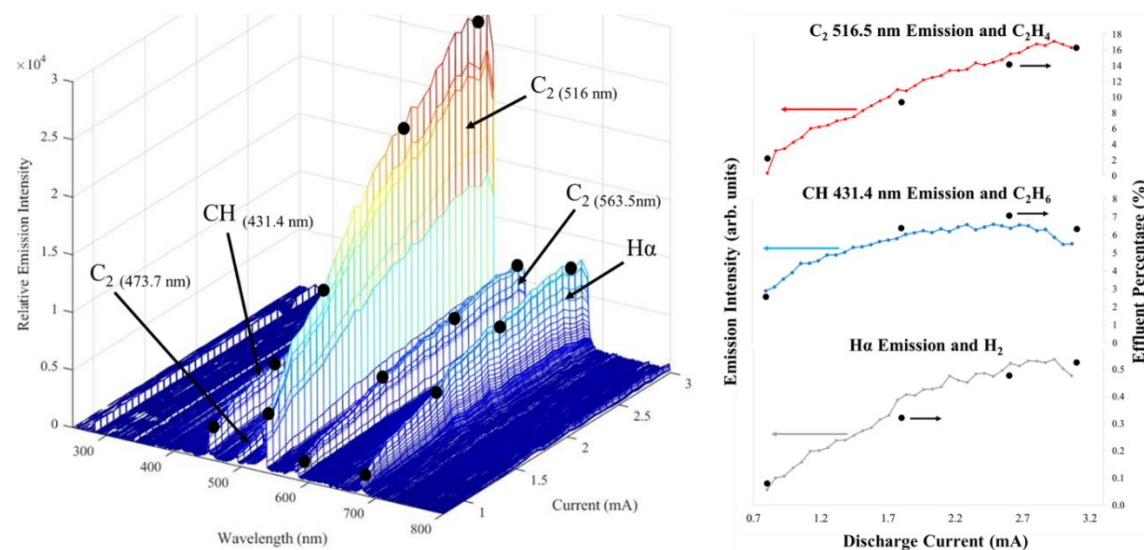 ×10⁴
3
2.5
2
1.5
1
0.5
0
Relative Emission Intensity
C₂ (516 nm)
C₂ (563.5nm)
CH (431.4 nm)
Hα
C₂ (473.7 nm)
300
400
500
600
700
800
Wavelength (nm)
1
1.5
2
2.5
3
Current (mA)
C₂ 516.5 nm Emission and C₂H₄
18
16
14
12
10
8
6
4
2
0
CH 431.4 nm Emission and C₂H₆
8
7
6
5
4
3
2
1
0
Hα Emission and H₂
0.5
0.4
0.3
0.2
0.1
0.0
Emission Intensity (arb. units)
Effluent Percentage (%)
0.7 1.2 1.7 2.2 2.7 3.2
Discharge Current (mA)